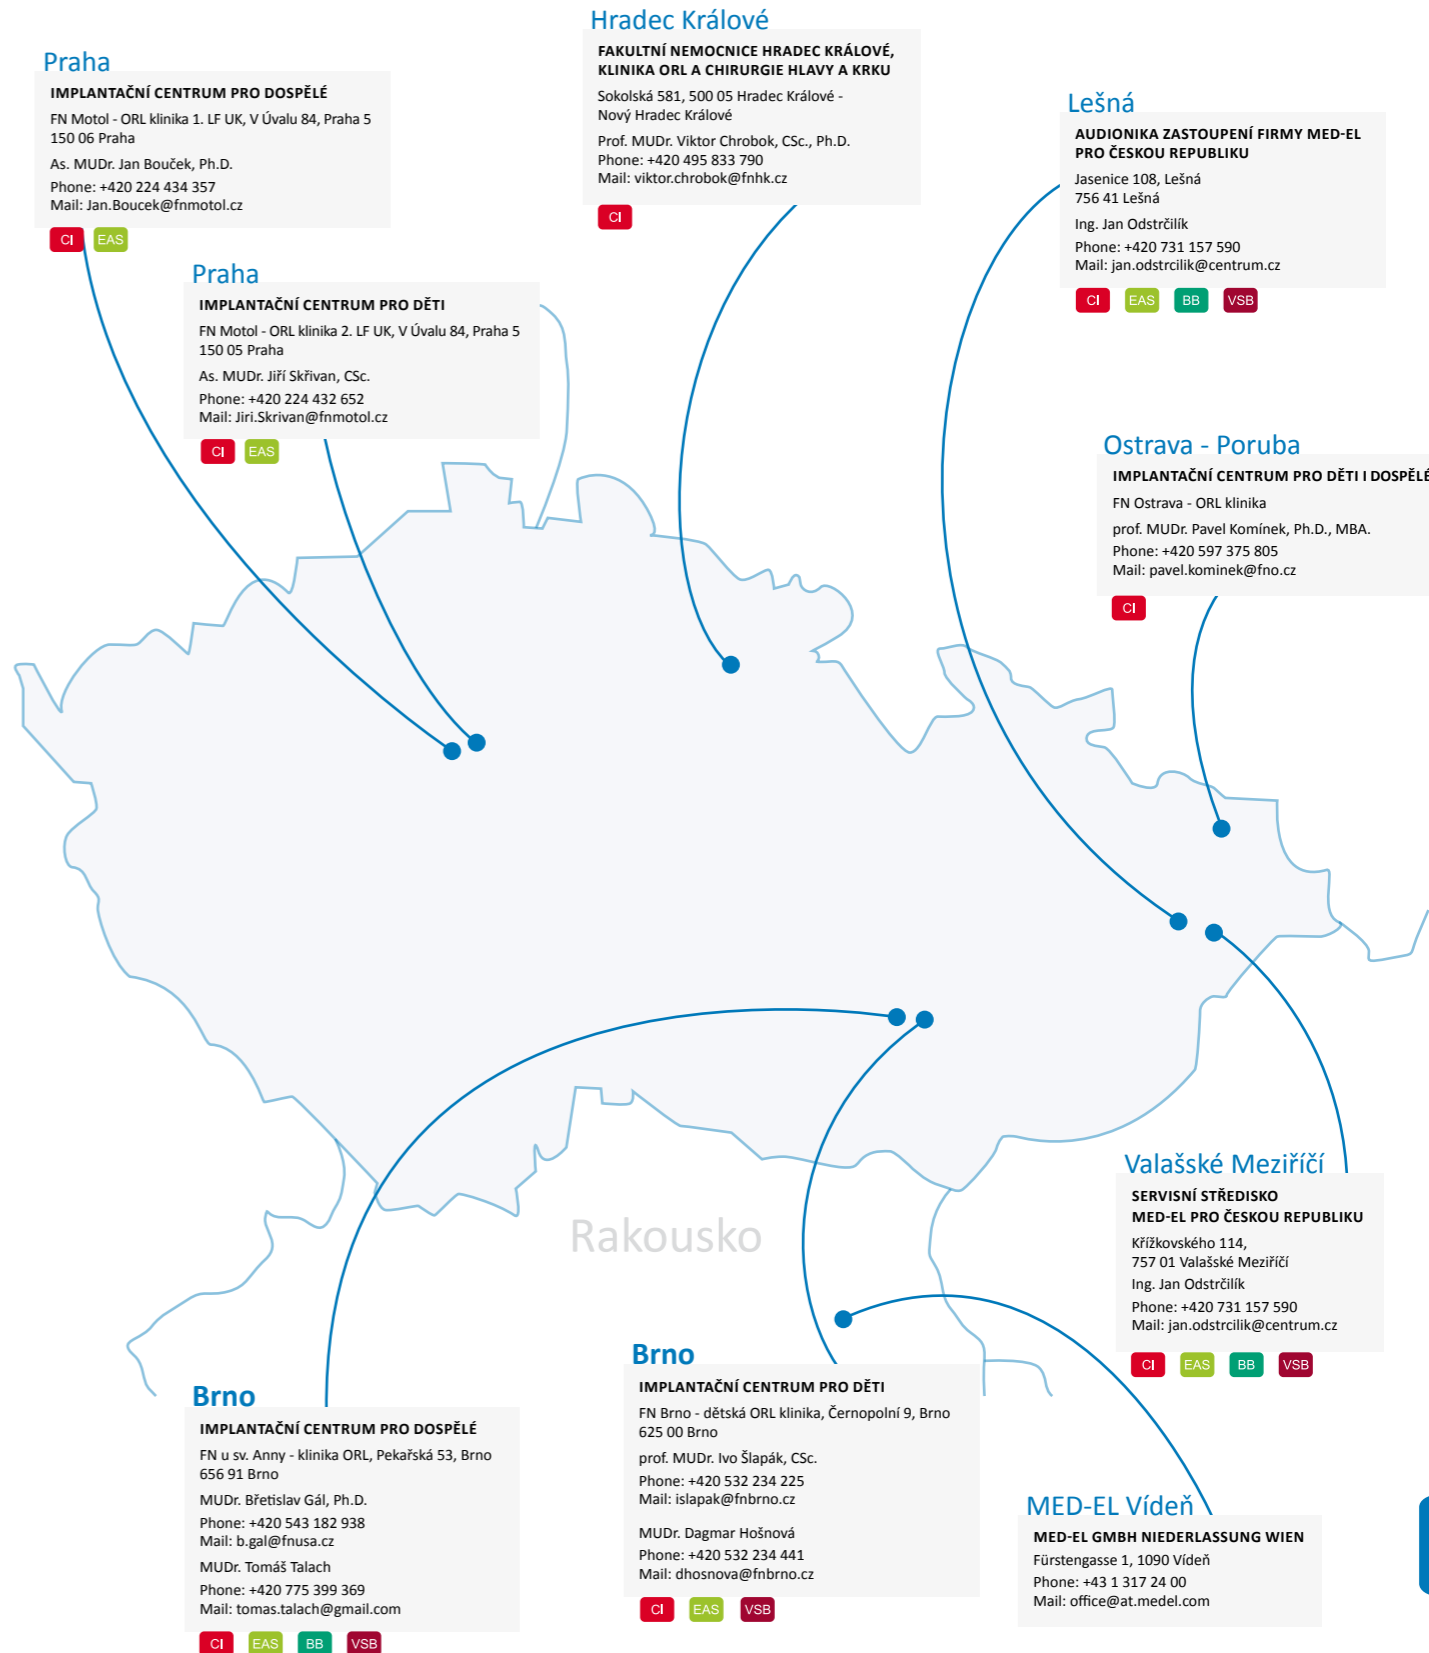 Praha
IMPLANTAČNÍ CENTRUM PRO DOSPĚLÉ
FN Motol - ORL klinika 1. LF UK, V Úvalu 84, Praha 5
150 06 Praha
As. MUDr. Jan Bouček, Ph.D.
Phone: +420 224 434 357
Mail: Jan.Boucek@fnmotol.cz
CI EAS
Praha
IMPLANTAČNÍ CENTRUM PRO DĚTI
FN Motol - ORL klinika 2. LF UK, V Úvalu 84, Praha 5
150 05 Praha
As. MUDr. Jiří Skřivan, CSc.
Phone: +420 224 432 652
Mail: Jiri.Skrivan@fnmotol.cz
CI EAS
Hradec Králové
FAKULTNÍ NEMOCNICE HRADEC KRÁLOVÉ,
KLINIKA ORL A CHIRURGIE HLAVY A KRKU
Sokolská 581, 500 05 Hradec Králové -
Nový Hradec Králové
Prof. MUDr. Viktor Chrobok, CSc., Ph.D.
Phone: +420 495 833 790
Mail: viktor.chrobok@fnhk.cz
CI
Lešná
AUDIONIKA ZASTOUPENÍ FIRMY MED-EL
PRO ČESKOU REPUBLIKU
Jasenice 108, Lešná
756 41 Lešná
Ing. Jan Odstrčilík
Phone: +420 731 157 590
Mail: jan.odstrcilik@centrum.cz
CI EAS BB VSB
Ostrava - Poruba
IMPLANTAČNÍ CENTRUM PRO DĚTI I DOSPĚLÉ
FN Ostrava - ORL klinika
prof. MUDr. Pavel Komínek, Ph.D., MBA.
Phone: +420 597 375 805
Mail: pavel.kominek@fno.cz
CI
Valašské Meziříčí
SERVISNÍ STŘEDISKO
MED-EL PRO ČESKOU REPUBLIKU
Křížkovského 114,
757 01 Valašské Meziříčí
Ing. Jan Odstrčilík
Phone: +420 731 157 590
Mail: jan.odstrcilik@centrum.cz
CI EAS BB VSB
Rakousko
Brno
IMPLANTAČNÍ CENTRUM PRO DOSPĚLÉ
FN u sv. Anny - klinika ORL, Pekařská 53, Brno
656 91 Brno
MUDr. Břetislav Gál, Ph.D.
Phone: +420 543 182 938
Mail: b.gal@fnusa.cz
MUDr. Tomáš Talach
Phone: +420 775 399 369
Mail: tomas.talach@gmail.com
CI EAS BB VSB
Brno
IMPLANTAČNÍ CENTRUM PRO DĚTI
FN Brno - dětská ORL klinika, Černopolní 9, Brno
625 00 Brno
prof. MUDr. Ivo Šlapák, CSc.
Phone: +420 532 234 225
Mail: islapak@fnbrno.cz
MUDr. Dagmar Hošnová
Phone: +420 532 234 441
Mail: dhosnova@fnbrno.cz
CI EAS VSB
MED-EL Vídeň
MED-EL GMBH NIEDERLASSUNG WIEN
Fürstengasse 1, 1090 Vídeň
Phone: +43 1 317 24 00
Mail: office@at.medel.com